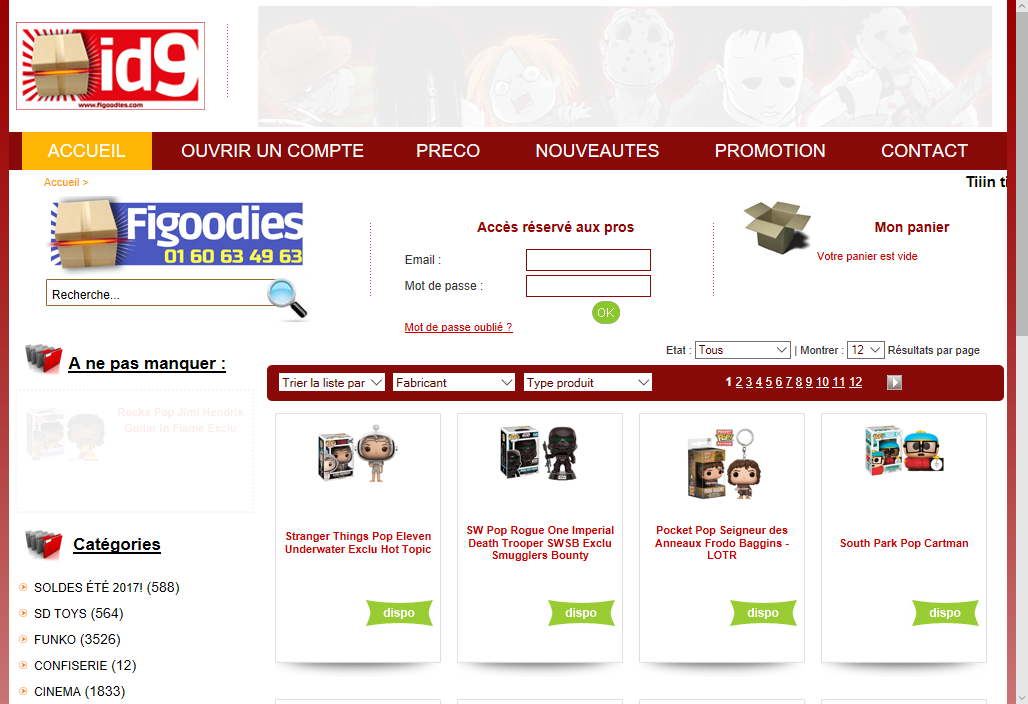 id9
www.figoodies.com
ACCUEIL
OUVRIR UN COMPTE
PRECO
NOUVEAUTES
PROMOTION
CONTACT
Accueil >
Tiiin ti
Figoodies
01 60 63 49 63
Recherche...
Accès réservé aux pros
Email :
Mot de passe :
OK
Mot de passe oublié ?
Mon panier
Votre panier est vide
Etat : Tous | Montrer : 12 Résultats par page
A ne pas manquer :
Rocks Pop Jimi Hendrix
Guitar In Flame Exclu
Trier la liste par
Fabricant
Type produit
1 2 3 4 5 6 7 8 9 10 11 12
Stranger Things Pop Eleven
Underwater Exclu Hot Topic
dispo
SW Pop Rogue One Imperial
Death Trooper SWSB Exclu
Smugglers Bounty
dispo
Pocket Pop Seigneur des
Anneaux Frodo Baggins -
LOTR
dispo
South Park Pop Cartman
dispo
Catégories
SOLDES ÉTÉ 2017! (588)
SD TOYS (564)
FUNKO (3526)
CONFISERIE (12)
CINEMA (1833)